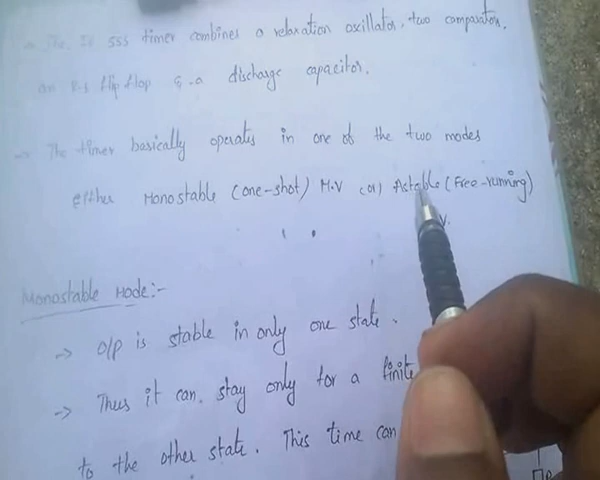 → The IC 555 timer combines a relaxation oscillator, two comparators,
an R-S flip flop & a discharge capacitor.
→ The timer basically operates in one of the two modes
either Monostable (one-shot) M.V (or) Astable (Free-running)
V.
Monostable Mode:-
→ O/p is stable in only one state.
→ Thus it can, stay only for a finite
to the other state. This time can